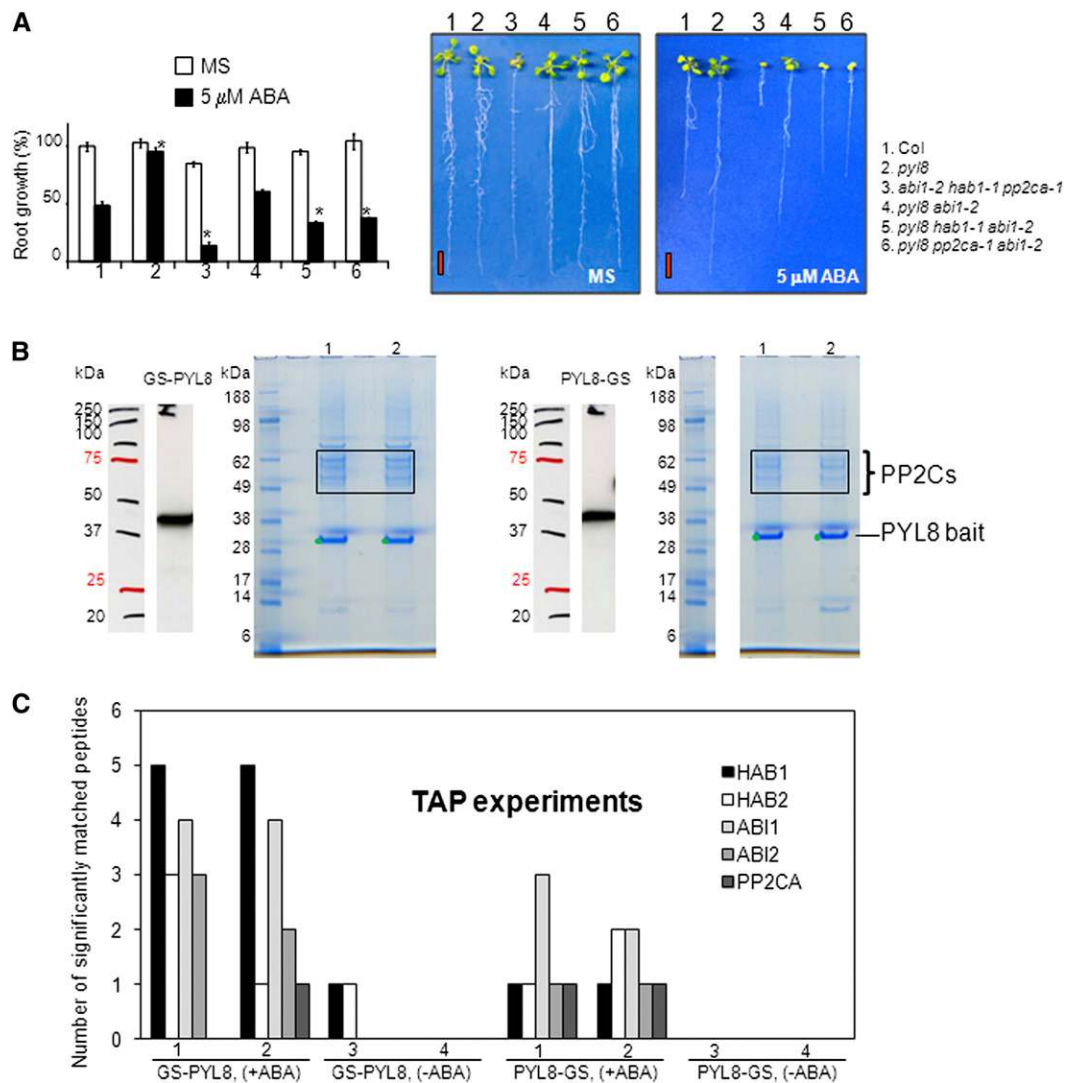 A
MS
5 μM ABA
Root growth (%)
100
50
0
1 2 3 4 5 6
* * * *
1 2 3 4 5 6
MS
1 2 3 4 5 6
5 μM ABA
1. Col
2. pyl8
3. abi1-2 hab1-1 pp2ca-1
4. pyl8 abi1-2
5. pyl8 hab1-1 abi1-2
6. pyl8 pp2ca-1 abi1-2
B
kDa
GS-PYL8
250
150
100
75
50
37
25
20
kDa
1 2
188
98
62
49
38
28
17
14
6
kDa
PYL8-GS
250
150
100
75
50
37
25
20
kDa
1 2
188
98
62
49
38
28
17
14
6
PP2Cs
PYL8 bait
C
Number of significantly matched peptides
6
5
4
3
2
1
0
TAP experiments
HAB1
HAB2
ABI1
ABI2
PP2CA
1 2 3 4 1 2 3 4
GS-PYL8, (+ABA) GS-PYL8, (-ABA) PYL8-GS, (+ABA) PYL8-GS, (-ABA)